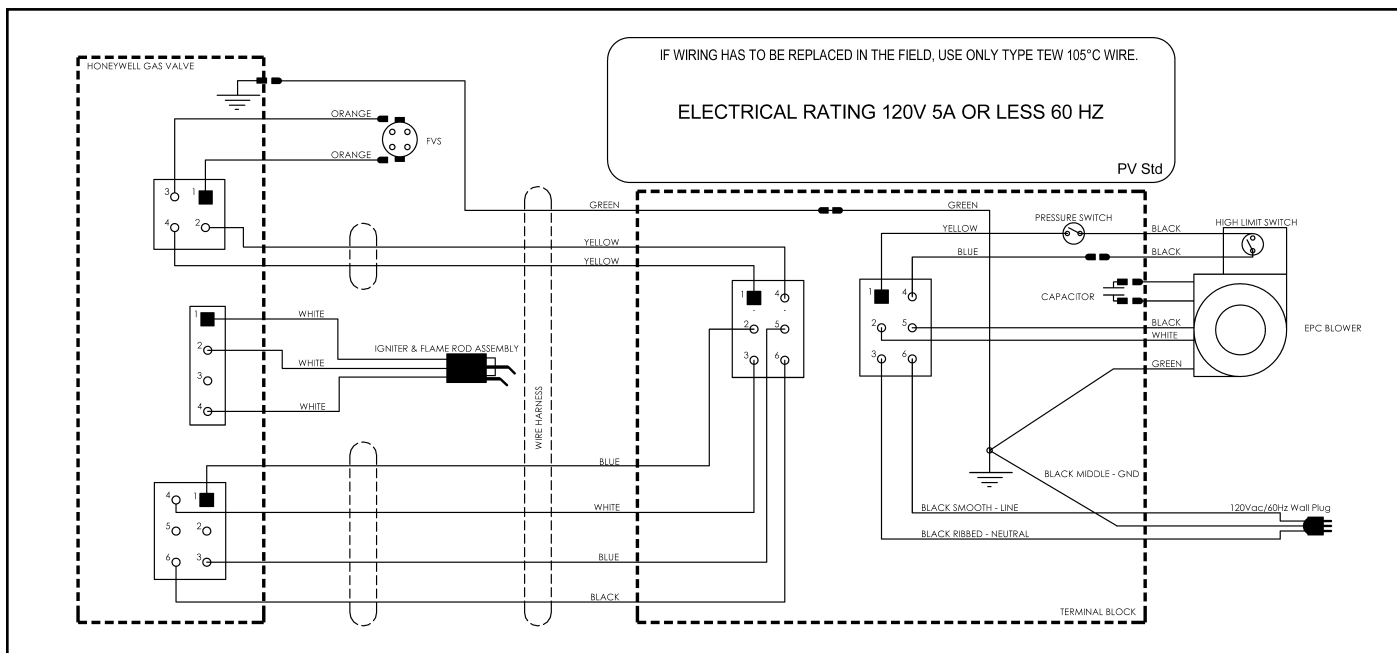 IF WIRING HAS TO BE REPLACED IN THE FIELD, USE ONLY TYPE TEW 105°C WIRE.
ELECTRICAL RATING 120V 5A OR LESS 60 HZ
PV Std
HONEYWELL GAS VALVE
ORANGE
FVS
ORANGE
3 1
4 2
GREEN
YELLOW
YELLOW
1
2
3
4
WHITE
WHITE
WHITE
IGNITER & FLAME ROD ASSEMBLY
WIRE HARNESS
4 1
5 2
6 3
BLUE
WHITE
BLUE
BLACK
1 4
2 5
3 6
GREEN
PRESSURE SWITCH
HIGH LIMIT SWITCH
YELLOW
BLACK
BLUE
BLACK
CAPACITOR
1 4
2 5
3 6
BLACK
WHITE
EPC BLOWER
GREEN
BLACK MIDDLE - GND
BLACK SMOOTH - LINE
120Vac/60Hz Wall Plug
BLACK RIBBED - NEUTRAL
TERMINAL BLOCK